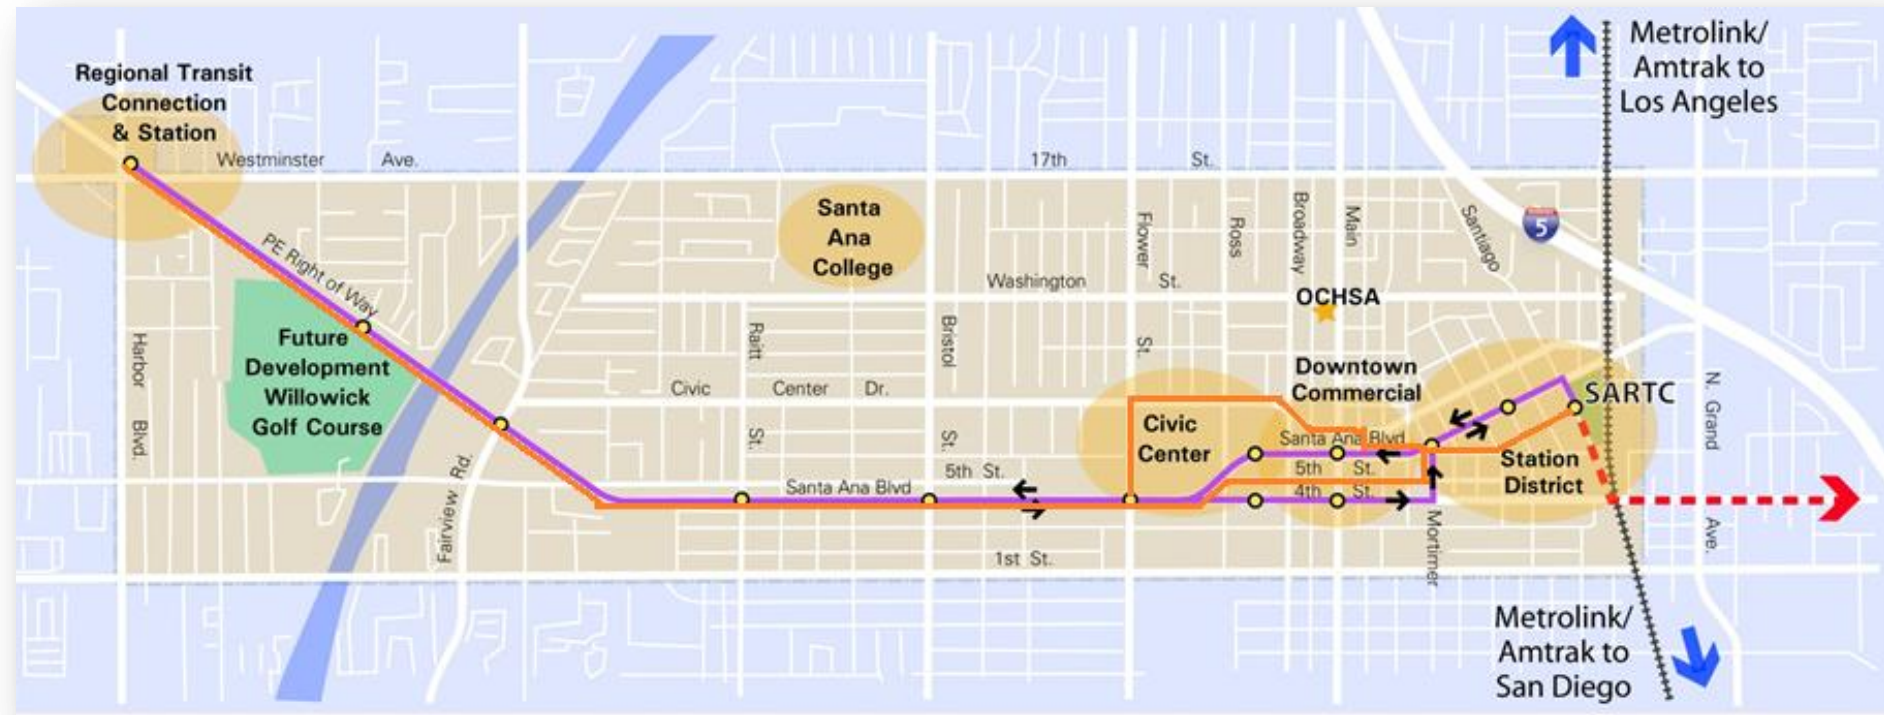 Regional Transit
Connection
& Station
Westminster Ave.
17th St.
Metrolink/
Amtrak to
Los Angeles
PE Right of Way
Santa
Ana
College
Washington St.
Flower St.
Ross
Broadway
Main
Santiago
5
OCHSA
Future
Development
Willowick
Golf Course
Harbor Blvd.
Fairview Rd.
Raitt St.
Bristol St.
Civic Center Dr.
Downtown
Commercial
Civic
Center
SARTC
N. Grand Ave.
Santa Ana Blvd
5th St.
Santa Ana Blvd
5th St.
4th St.
Station
District
Mortimer
1st St.
Metrolink/
Amtrak to
San Diego